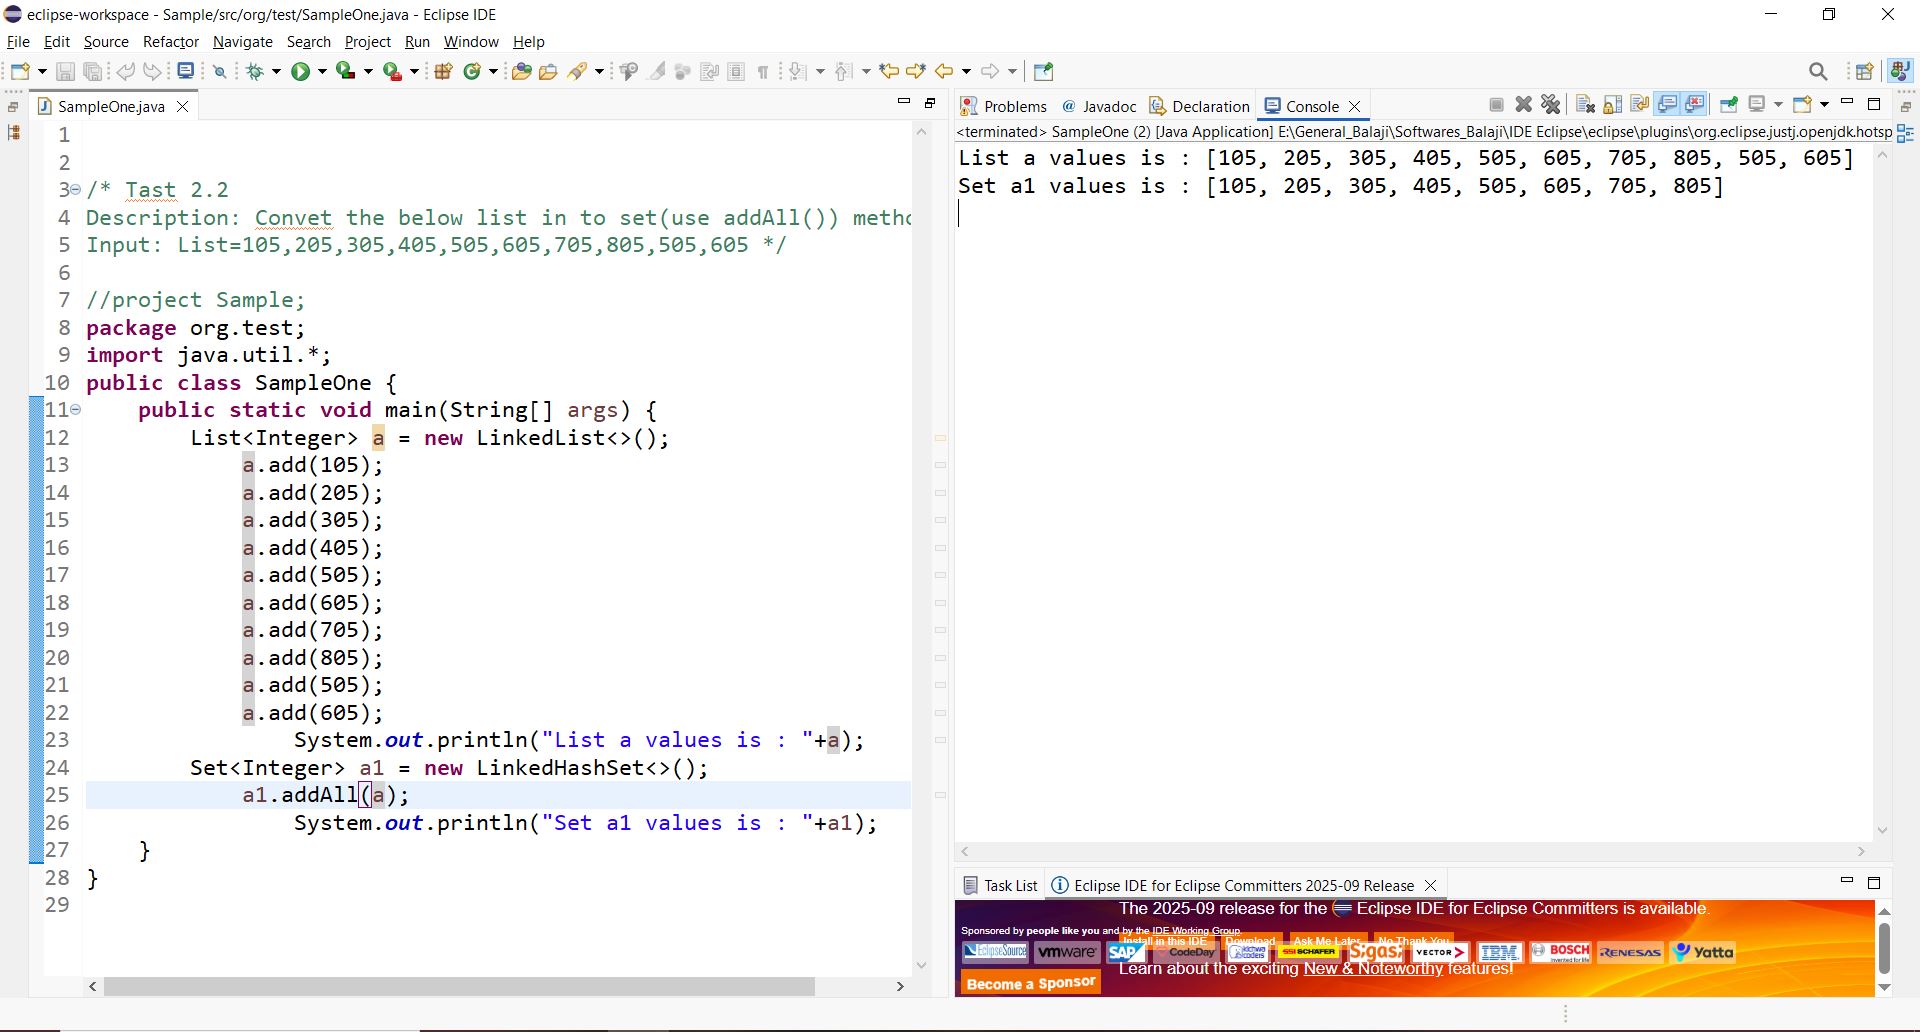 eclipse-workspace - Sample/src/org/test/SampleOne.java - Eclipse IDE
File Edit Source Refactor Navigate Search Project Run Window Help
SampleOne.java
1
2
3 /* Tast 2.2
4 Description: Convet the below list in to set(use addAll()) metho
5 Input: List=105,205,305,405,505,605,705,805,505,605 */
6
7 //project Sample;
8 package org.test;
9 import java.util.*;
10 public class SampleOne {
11 public static void main(String[] args) {
12 List<Integer> a = new LinkedList<>();
13 a.add(105);
14 a.add(205);
15 a.add(305);
16 a.add(405);
17 a.add(505);
18 a.add(605);
19 a.add(705);
20 a.add(805);
21 a.add(505);
22 a.add(605);
23 System.out.println("List a values is : "+a);
24 Set<Integer> a1 = new LinkedHashSet<>();
25 a1.addAll(a);
26 System.out.println("Set a1 values is : "+a1);
27 }
28 }
29
Problems Javadoc Declaration Console
<terminated> SampleOne (2) [Java Application] E:\General_Balaji\Softwares_Balaji\IDE Eclipse\eclipse\plugins\org.eclipse.justj.openjdk.hotsp
List a values is : [105, 205, 305, 405, 505, 605, 705, 805, 505, 605]
Set a1 values is : [105, 205, 305, 405, 505, 605, 705, 805]
Task List Eclipse IDE for Eclipse Committers 2025-09 Release
The 2025-09 release for the Eclipse IDE for Eclipse Committers is available.
Sponsored by people like you and by the IDE Working Group.
Install in this IDE Download Ask Me Later No Thank You
EclipseSource vmware SAP CodeDay SSI SCHAFER Sigasi VECTOR IBM BOSCH RENESAS Yatta
Learn about the exciting New & Noteworthy features!
Become a Sponsor